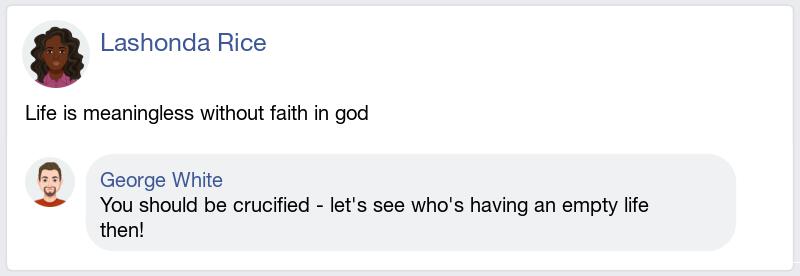 Lashonda Rice
Life is meaningless without faith in god
George White
You should be crucified - let's see who's having an empty life
then!